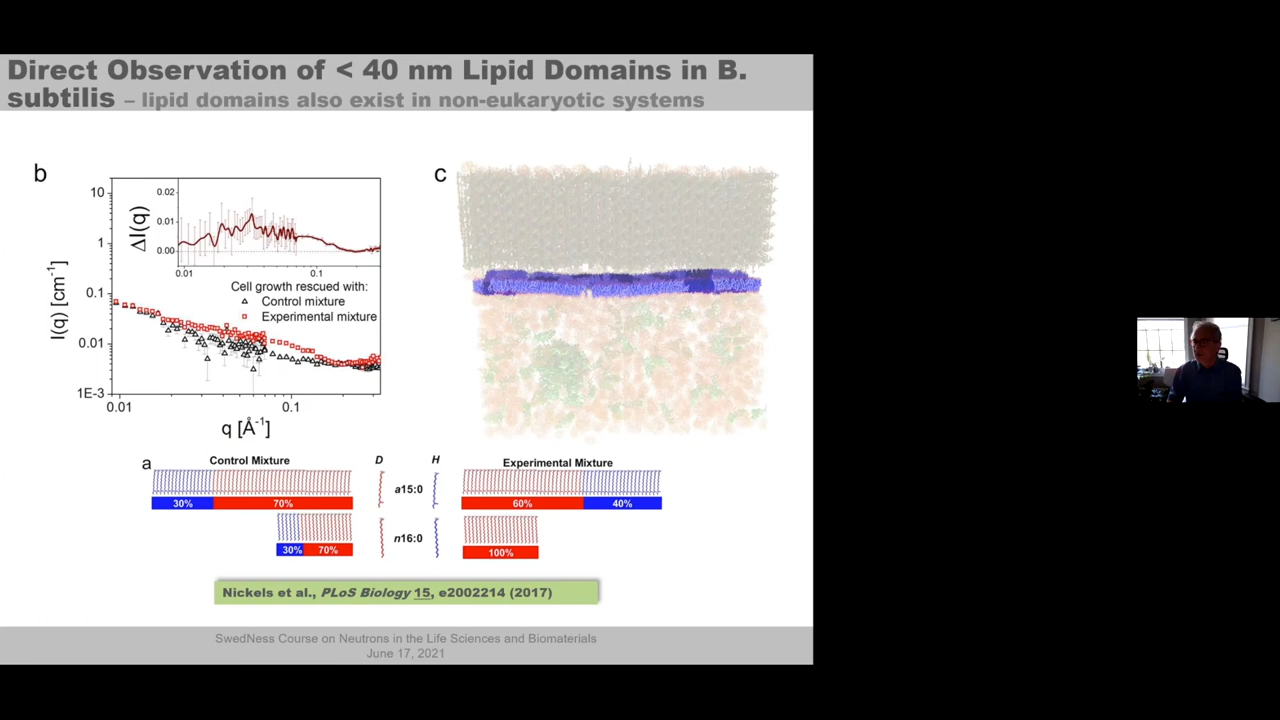 Direct Observation of < 40 nm Lipid Domains in B.
subtilis – lipid domains also exist in non-eukaryotic systems
b
c
10
1
0.1
0.01
1E-3
I(q) [cm⁻¹]
0.01
0.1
q [Å⁻¹]
ΔI(q)
0.02
0.01
0.00
0.01
0.1
Cell growth rescued with:
Control mixture
Experimental mixture
a
Control Mixture
D
H
Experimental Mixture
a15:0
30%
70%
60%
40%
n16:0
30%
70%
100%
Nickels et al., PLoS Biology 15, e2002214 (2017)
SwedNess Course on Neutrons in the Life Sciences and Biomaterials
June 17, 2021